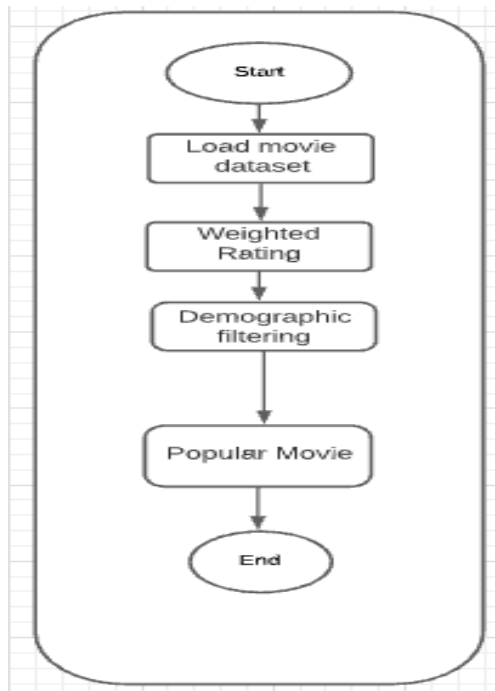 Start
Load movie
dataset
Weighted
Rating
Demographic
filtering
Popular Movie
End